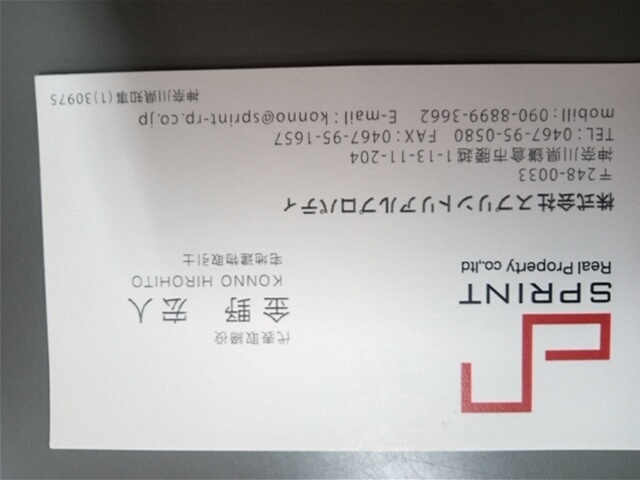 SPRINT
Real Property co.,ltd
代表取締役
金野 宏人
KONNO HIROHITO
宅地建物取引士
株式会社スプリントリアルプロパティ
〒248-0033
神奈川県鎌倉市腰越1-13-11-204
TEL:0467-95-0580 FAX:0467-95-1657
mobill:090-8899-3662 E-mail:konno@sprint-rp.co.jp
神奈川県知事(1)30975